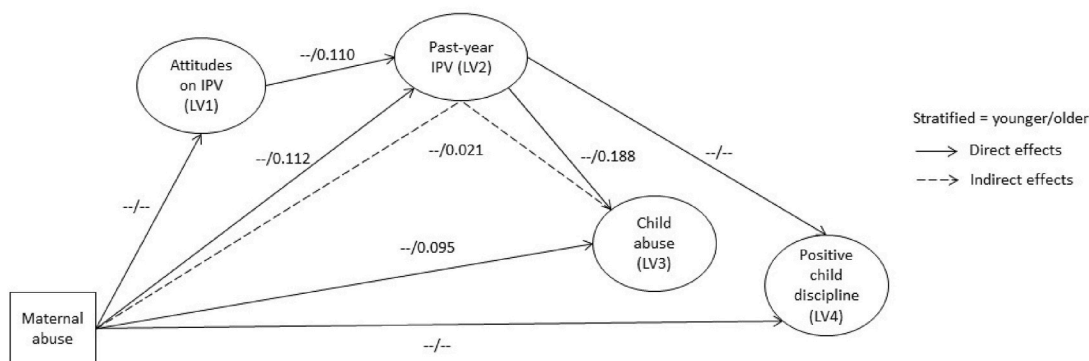 Attitudes
on IPV
(LV1)
--/0.110
Past-year
IPV (LV2)
Stratified = younger/older
Direct effects
Indirect effects
--/0.112
--/0.021
--/0.188
--/--
--/--
Child
abuse
(LV3)
--/0.095
Positive
child
discipline
(LV4)
Maternal
abuse
--/--